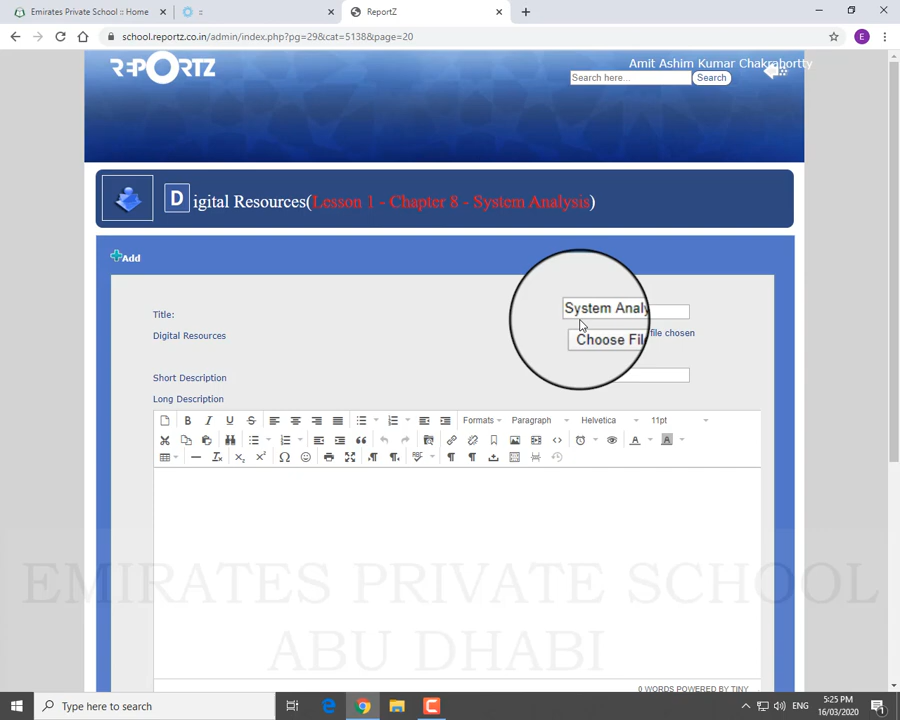 Emirates Private School :: Home
::
ReportZ
school.reportz.co.in/admin/index.php?pg=29&cat=5138&page=20
E
REPORTZ
Amit Ashim Kumar Chakrabortty
Search here...
Search
Digital Resources(Lesson 1 - Chapter 8 - System Analysis)
Add
Title:
System Analy
Digital Resources
Choose Fil
file chosen
Short Description
Long Description
Formats
Paragraph
Helvetica
11pt
EMIRATES PRIVATE SCHOOL
ABU DHABI
0 WORDS POWERED BY TINY
Type here to search
5:25 PM
16/03/2020
1